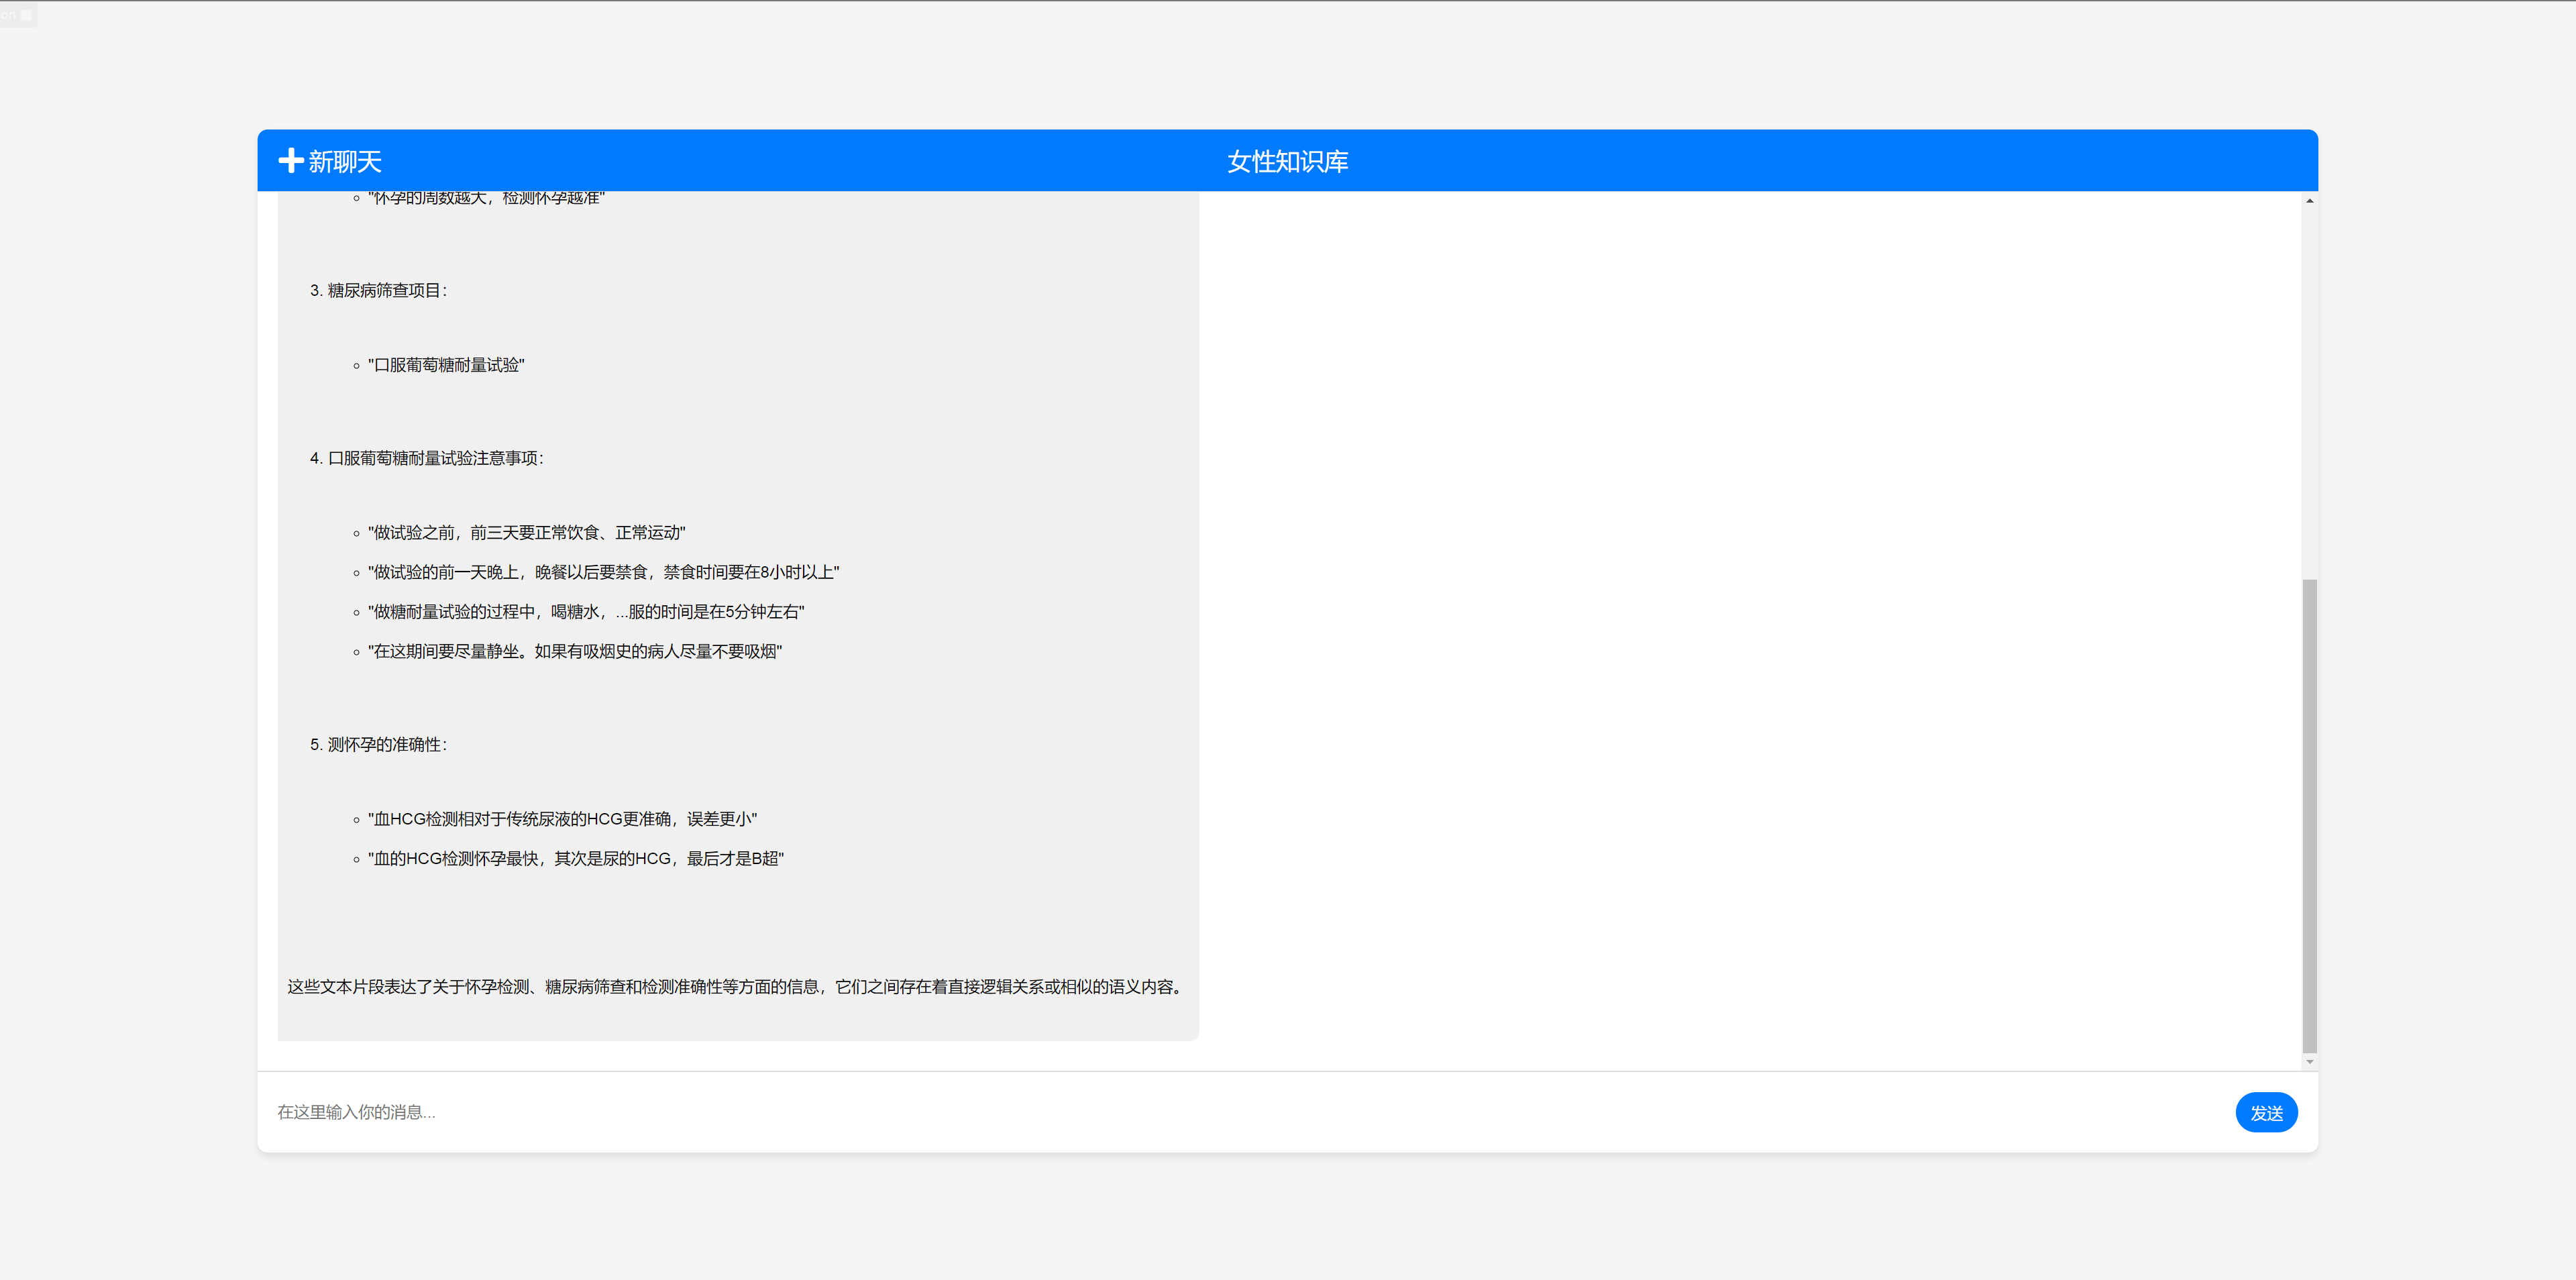 on
新聊天
女性知识库
"怀孕的周数越大，检测怀孕越准"
3. 糖尿病筛查项目：
"口服葡萄糖耐量试验"
4. 口服葡萄糖耐量试验注意事项：
"做试验之前，前三天要正常饮食、正常运动"
"做试验的前一天晚上，晚餐以后要禁食，禁食时间要在8小时以上"
"做糖耐量试验的过程中，喝糖水，...服的时间是在5分钟左右"
"在这期间要尽量静坐。如果有吸烟史的病人尽量不要吸烟"
5. 测怀孕的准确性：
"血HCG检测相对于传统尿液的HCG更准确，误差更小"
"血的HCG检测怀孕最快，其次是尿的HCG，最后才是B超"
这些文本片段表达了关于怀孕检测、糖尿病筛查和检测准确性等方面的信息，它们之间存在着直接逻辑关系或相似的语义内容。
在这里输入你的消息...
发送